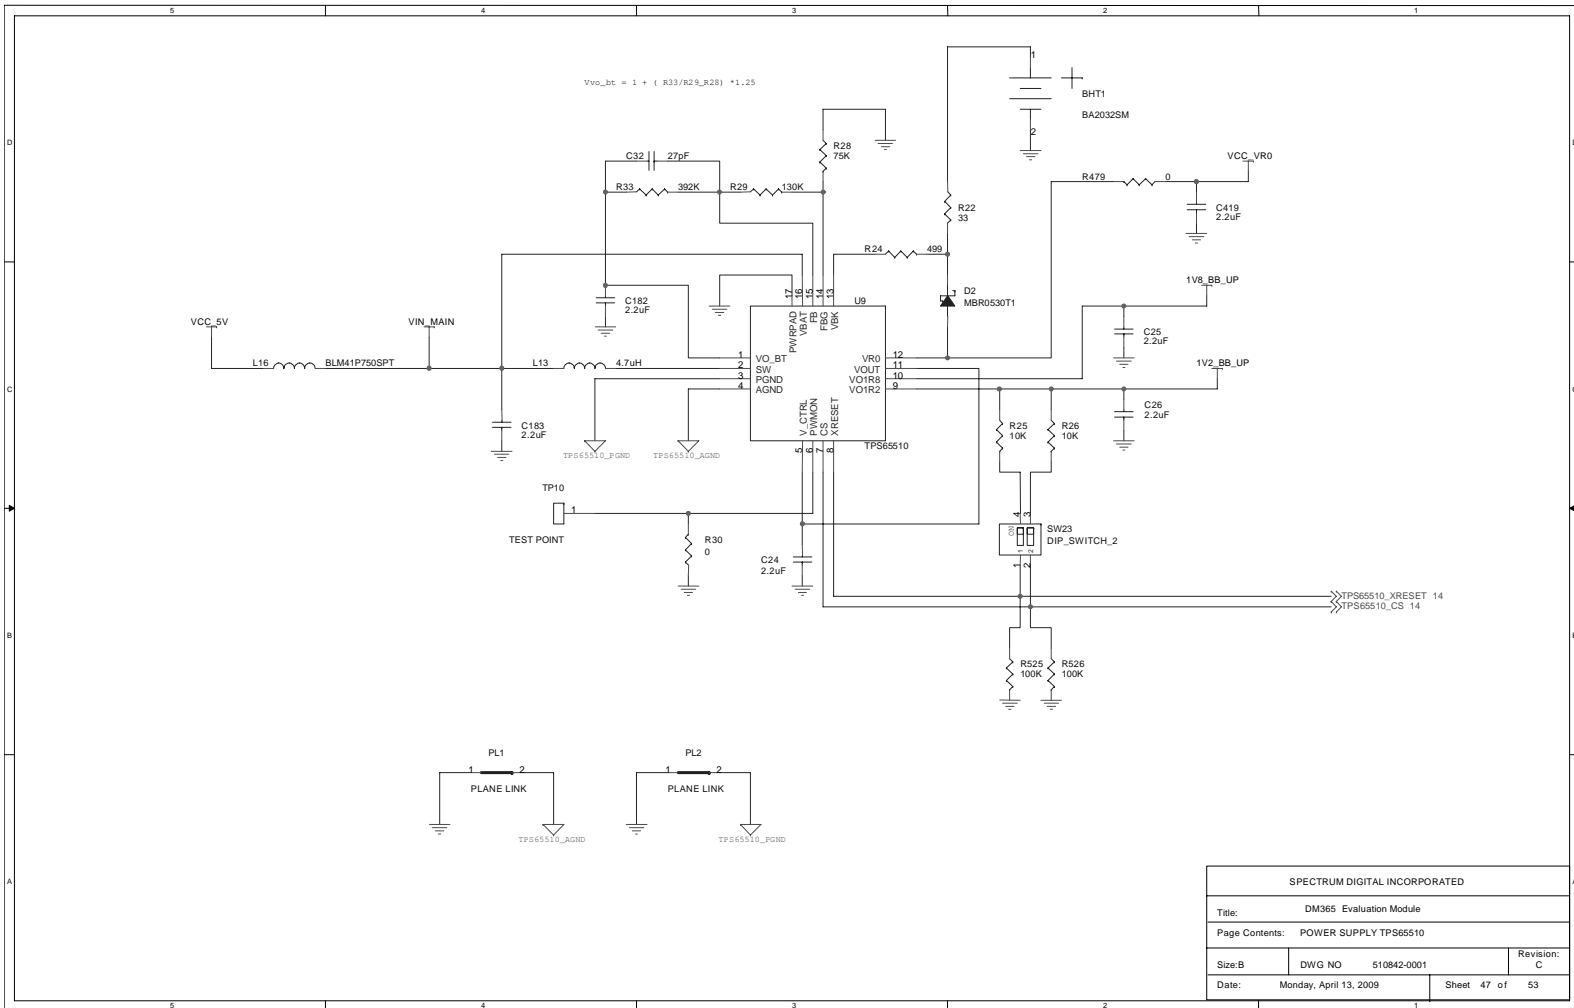 5
4
3
2
1
Vvo_bt = 1 + ( R33/R29_R28) *1.25
1
BHT1
BA2032SM
2
D
D
R28
75K
C32
27pF
VCC_VR0
R33
392K
R29
130K
R479
0
R22
33
C419
2.2uF
R24
499
1V8_BB_UP
C182
2.2uF
17
16
15
14
13
U9
D2
MBR0530T1
VCC_5V
VIN_MAIN
PWRPAD
VBAT
FB
FBG
VBK
C25
2.2uF
L16
BLM41P750SPT
L13
4.7uH
1
2
3
4
VO_BT
SW
PGND
AGND
VR0
VOUT
VO1R8
VO1R2
12
11
10
9
1V2_BB_UP
C
C
V_CTRL
PWMON
CS
XRESET
C183
2.2uF
C26
2.2uF
R25
10K
R26
10K
TPS65510_PGND
TPS65510_AGND
TPS65510
5
6
7
8
TP10
1
TEST POINT
4
3
SW23
DIP_SWITCH_2
ON
1
2
R30
0
C24
2.2uF
1
2
TPS65510_XRESET 14
TPS65510_CS 14
B
R525
100K
R526
100K
PL1
1
2
PLANE LINK
TPS65510_AGND
PL2
1
2
PLANE LINK
TPS65510_PGND
A
A
SPECTRUM DIGITAL INCORPORATED
Title: DM365 Evaluation Module
Page Contents: POWER SUPPLY TPS65510
Size:B
DWG NO 510842-0001
Revision:
C
Date: Monday, April 13, 2009
Sheet 47 of 53
5
4
3
2
1